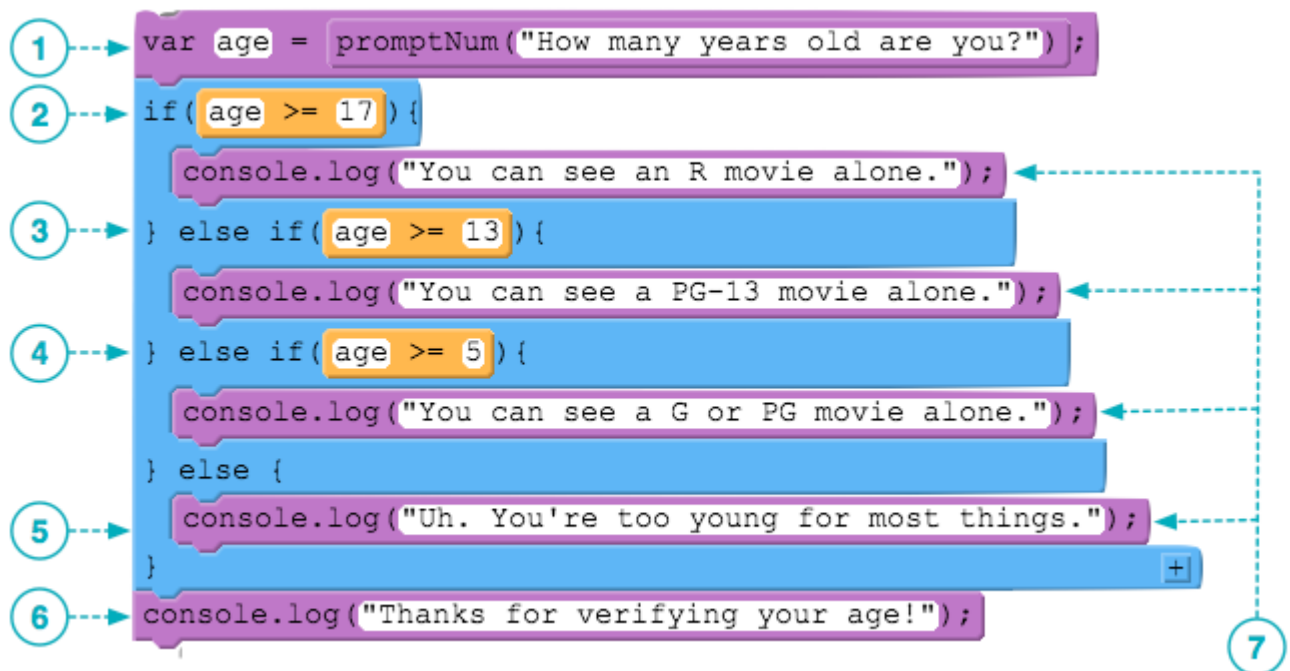 1 var age = promptNum("How many years old are you?");
2 if(age >= 17){
console.log("You can see an R movie alone.");
3 } else if(age >= 13){
console.log("You can see a PG-13 movie alone.");
4 } else if(age >= 5){
console.log("You can see a G or PG movie alone.");
} else {
5 console.log("Uh. You're too young for most things.");
} +
6 console.log("Thanks for verifying your age!");
7